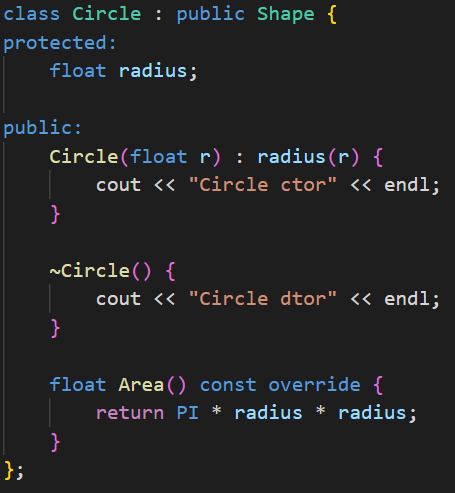 class Circle : public Shape {
protected:
    float radius;

public:
    Circle(float r) : radius(r) {
        cout << "Circle ctor" << endl;
    }

    ~Circle() {
        cout << "Circle dtor" << endl;
    }

    float Area() const override {
        return PI * radius * radius;
    }
};